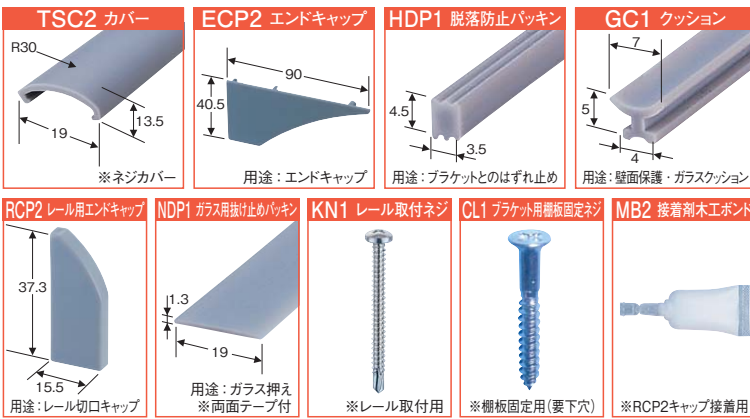 TSC2 カバー
R30
19
13.5
※ネジカバー
ECP2 エンドキャップ
90
40.5
用途：エンドキャップ
HDP1 脱落防止パッキン
4.5
3.5
用途：ブラケットとのはずれ止め
GC1 クッション
7
5
4
用途：壁面保護・ガラスクッション
RCP2 レール用エンドキャップ
37.3
15.5
用途：レール切口キャップ
NDP1 ガラス用抜け止めパッキン
1.3
19
用途：ガラス押え
※両面テープ付
KN1 レール取付ネジ
※レール取付用
CL1 ブラケット用棚板固定ネジ
※棚板固定用(要下穴)
MB2 接着剤木工ボンド
※RCP2キャップ接着用